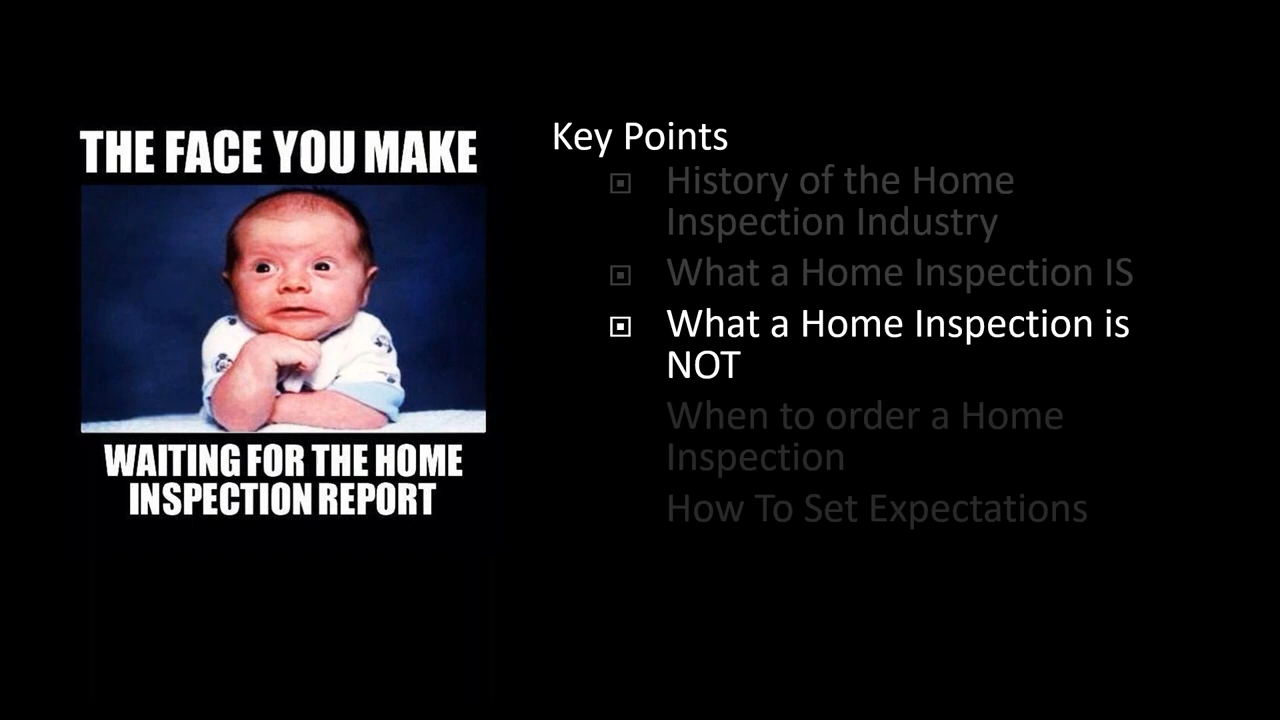 THE FACE YOU MAKE
WAITING FOR THE HOME
INSPECTION REPORT
Key Points
History of the Home
Inspection Industry
What a Home Inspection IS
What a Home Inspection is
NOT
When to order a Home
Inspection
How To Set Expectations